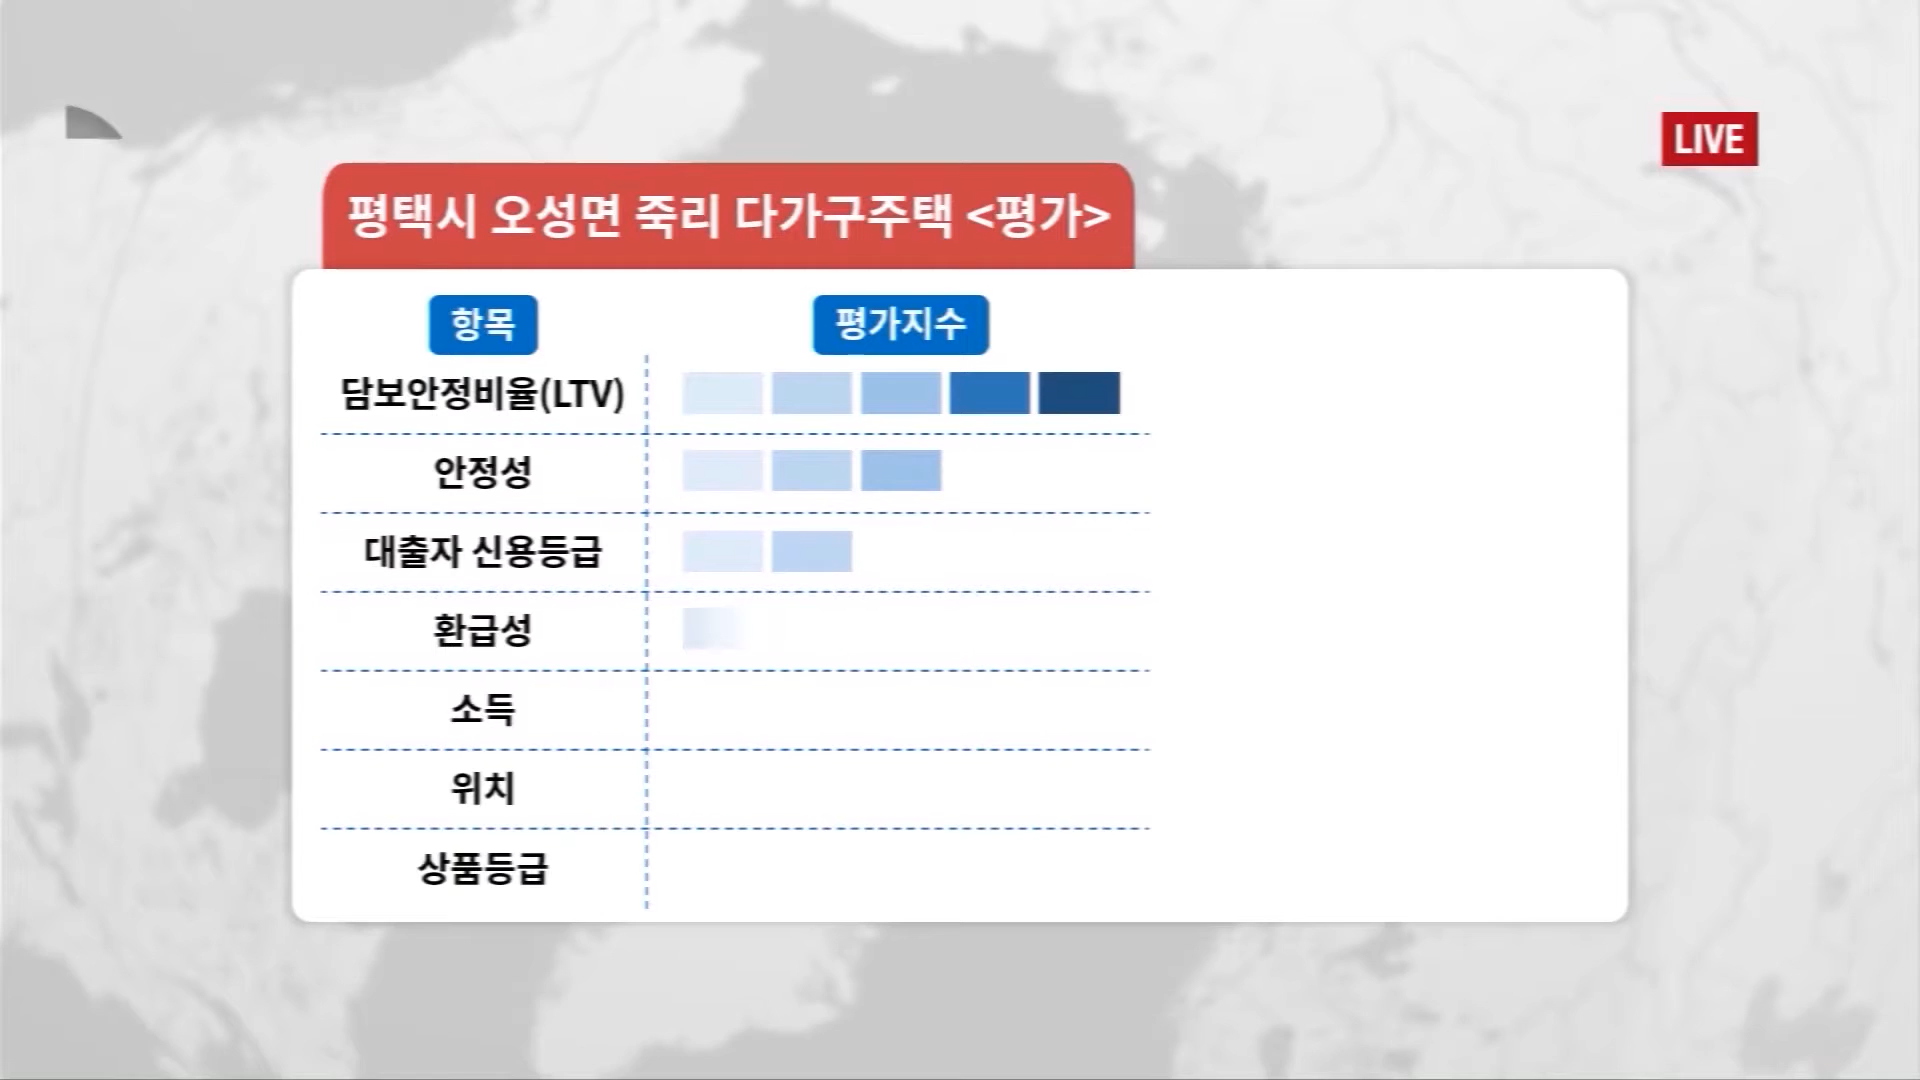 LIVE
평택시 오성면 죽리 다가구주택 <평가>
항목
평가지수
담보안정비율(LTV)
안정성
대출자 신용등급
환급성
소득
위치
상품등급